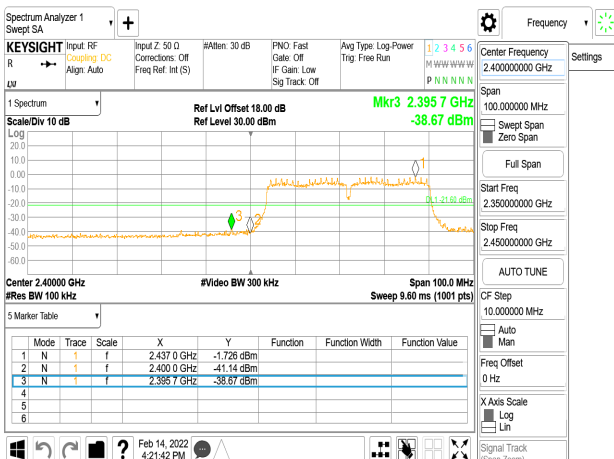 Spectrum Analyzer 1
Swept SA
Frequency
KEYSIGHT
R
Input: RF
Coupling: DC
Align: Auto
Input Z: 50 Ω
Corrections: Off
Freq Ref: Int (S)
#Atten: 30 dB
PNO: Fast
Gate: Off
IF Gain: Low
Sig Track: Off
Avg Type: Log-Power
Trig: Free Run
1 2 3 4 5 6
M W W W W W
P N N N N N
1 Spectrum
Scale/Div 10 dB
Log
Ref Lvl Offset 18.00 dB
Ref Level 30.00 dBm
Mkr3 2.395 7 GHz
-38.67 dBm
20.0
10.0
0.00
-10.0
-20.0
-30.0
-40.0
-50.0
-60.0
1
DL1 -21.60 dBm
3
2
Center 2.40000 GHz
#Res BW 100 kHz
#Video BW 300 kHz
Span 100.0 MHz
Sweep 9.60 ms (1001 pts)
5 Marker Table
Mode Trace Scale X Y Function Function Width Function Value
1 N 1 f 2.437 0 GHz -1.726 dBm
2 N 1 f 2.400 0 GHz -41.14 dBm
3 N 1 f 2.395 7 GHz -38.67 dBm
4
5
6
Feb 14, 2022
4:21:42 PM
Center Frequency
2.400000000 GHz
Settings
Span
100.000000 MHz
Swept Span
Zero Span
Full Span
Start Freq
2.350000000 GHz
Stop Freq
2.450000000 GHz
AUTO TUNE
CF Step
10.000000 MHz
Auto
Man
Freq Offset
0 Hz
X Axis Scale
Log
Lin
Signal Track
(Span Zoom)